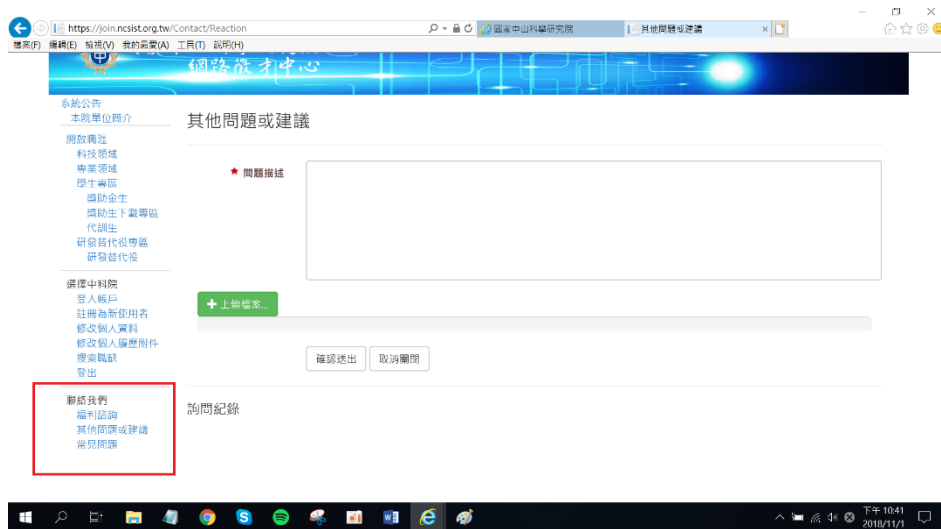 https://join.ncsist.org.tw/Contact/Reaction
國家中山科學研究院
其他問題或建議
檔案(F) 編輯(E) 檢視(V) 我的最愛(A) 工具(T) 說明(H)
網路徵才中心
系統公告
本院單位簡介
開啟職涯
科技領域
專業領域
學生專區
獎助金生
獎助生下載專區
代訓生
研發替代役專區
研發替代役
選擇中科院
登入帳戶
註冊為新使用者
修改個人資料
修改個人履歷附件
搜索職缺
登出
聯絡我們
福利諮詢
其他問題或建議
常見問題
其他問題或建議
* 問題描述
+ 上傳檔案...
確認送出 取消關閉
詢問紀錄
下午 10:41
2018/11/1